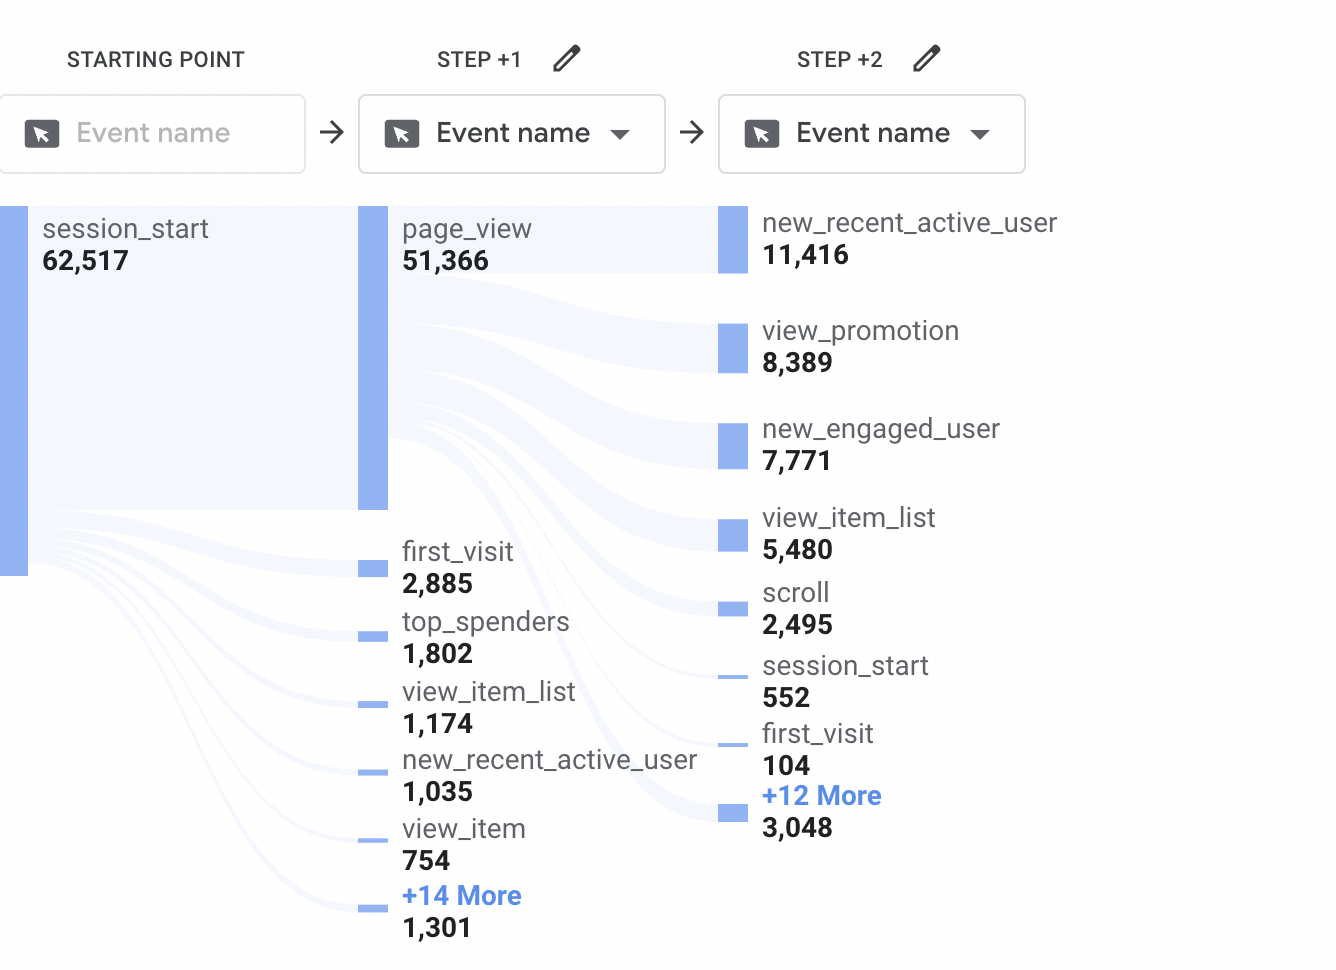 STARTING POINT
STEP +1
STEP +2
Event name
Event name
Event name
session_start
62,517
page_view
51,366
first_visit
2,885
top_spenders
1,802
view_item_list
1,174
new_recent_active_user
1,035
view_item
754
+14 More
1,301
new_recent_active_user
11,416
view_promotion
8,389
new_engaged_user
7,771
view_item_list
5,480
scroll
2,495
session_start
552
first_visit
104
+12 More
3,048